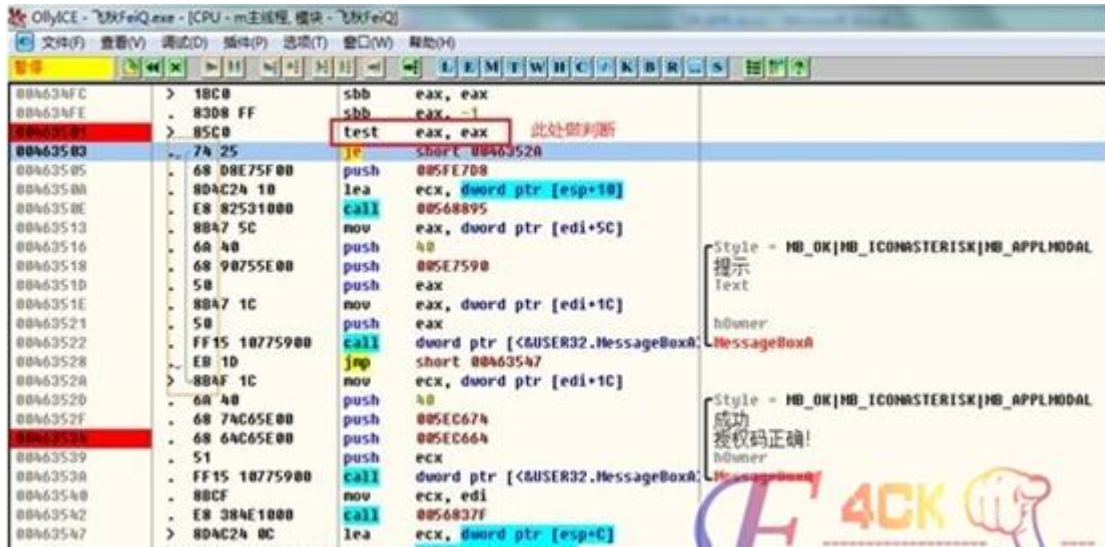 OllyICE - 飞秋FeiQ.exe - [CPU - m主线程, 模块 - 飞秋FeiQ]
文件(F) 查看(V) 调试(D) 插件(P) 选项(T) 窗口(W) 帮助(H)
暂停 L E M T W H C / K B R ... S ?
004634FC > 1BC0 sbb eax, eax
004634FE . 83D8 FF sbb eax, -1
00463501 > 85C0 test eax, eax 此处做判断
00463503 . 74 25 je short 0046352A
00463505 . 68 D8E75F00 push 005FE7D8
0046350A . 8D4C24 10 lea ecx, dword ptr [esp+10]
0046350E . E8 82531000 call 00568895
00463513 . 8B47 5C mov eax, dword ptr [edi+5C]
00463516 . 6A 40 push 40 Style = MB_OK|MB_ICONASTERISK|MB_APPLMODAL
00463518 . 68 90755E00 push 005E7590 提示
0046351D . 50 push eax Text
0046351E . 8B47 1C mov eax, dword ptr [edi+1C]
00463521 . 50 push eax hOwner
00463522 . FF15 10775900 call dword ptr [<&USER32.MessageBoxA MessageBoxA
00463528 . EB 1D jmp short 00463547
0046352A > 8B4F 1C mov ecx, dword ptr [edi+1C]
0046352D . 6A 40 push 40 Style = MB_OK|MB_ICONASTERISK|MB_APPLMODAL
0046352F . 68 74C65E00 push 005EC674 成功
00463534 . 68 64C65E00 push 005EC664 授权码正确!
00463539 . 51 push ecx hOwner
0046353A . FF15 10775900 call dword ptr [<&USER32.MessageBoxA MessageBoxA
00463540 . 8BCF mov ecx, edi
00463542 . E8 384E1000 call 0056837F
00463547 > 8D4C24 0C lea ecx, dword ptr [esp+C]
F4CK